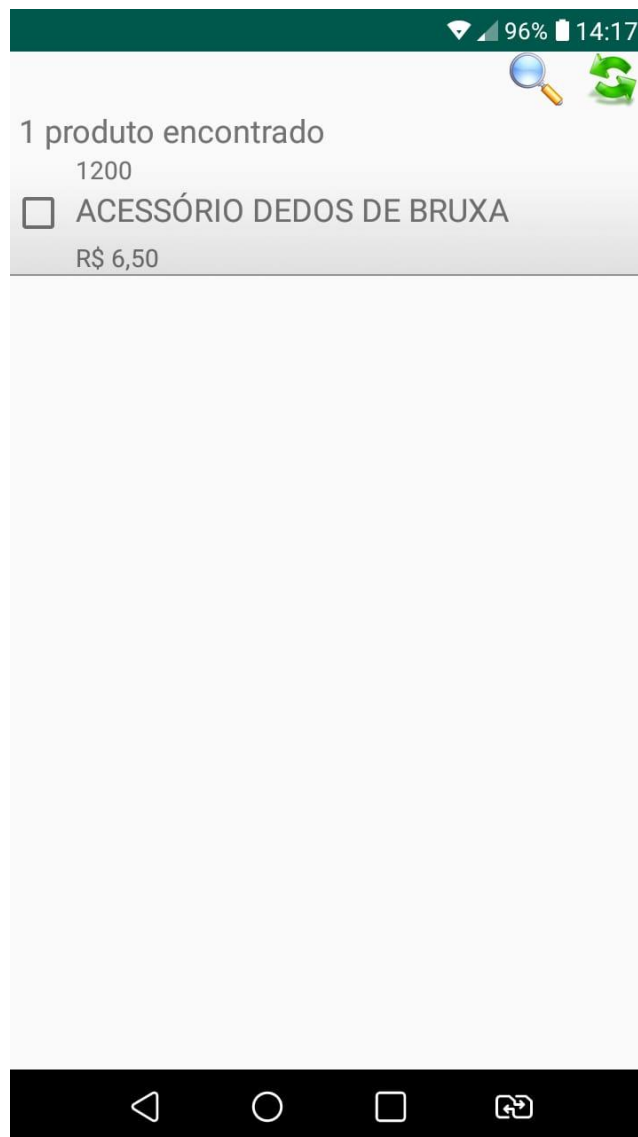 96% 14:17
1 produto encontrado
1200
ACESSÓRIO DEDOS DE BRUXA
R$ 6,50